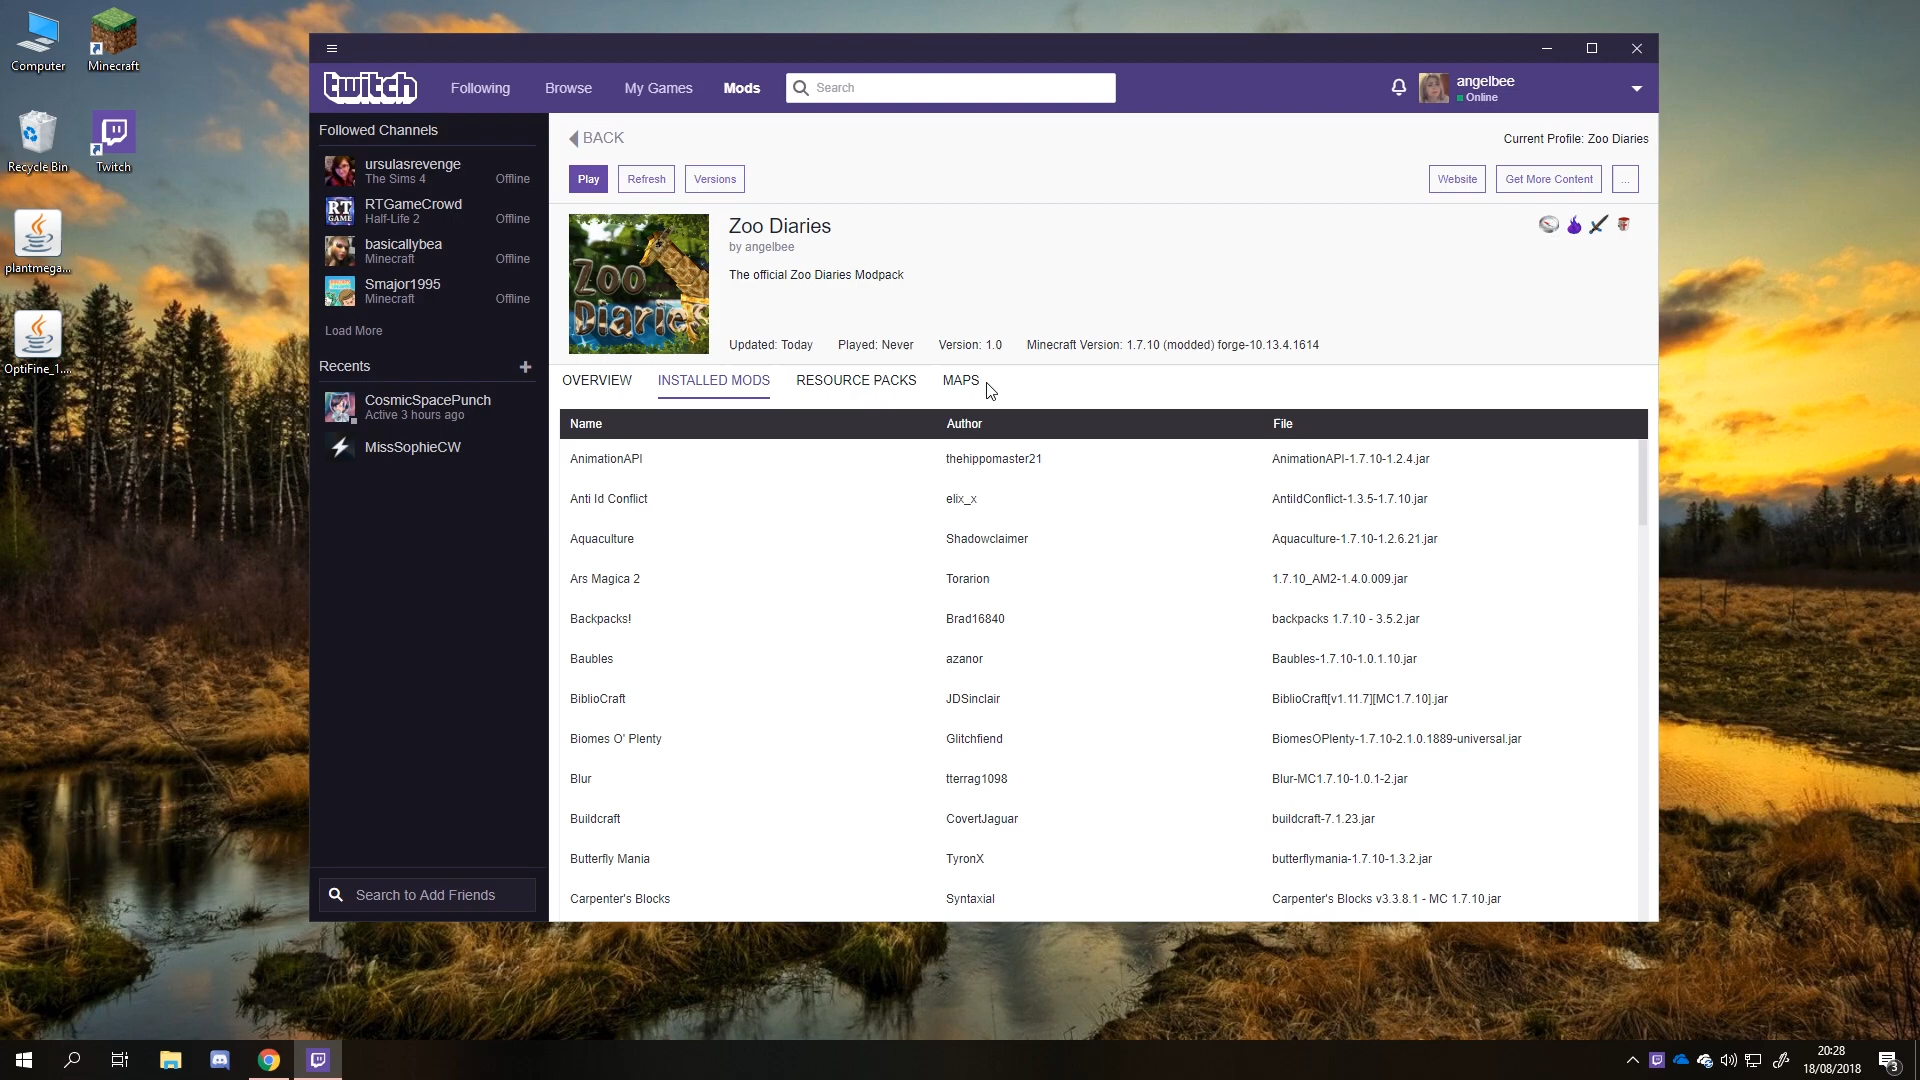 Computer
Minecraft
Recycle Bin
Twitch
plantmega...
OptiFine_1....
twitch
Following
Browse
My Games
Mods
Search
angelbee
Online
Followed Channels
ursulasrevenge
The Sims 4
Offline
RT
GAME
RTGameCrowd
Half-Life 2
Offline
basicallybea
Minecraft
Offline
Smajor1995
Minecraft
Offline
Load More
Recents
CosmicSpacePunch
Active 3 hours ago
MissSophieCW
Search to Add Friends
BACK
Current Profile: Zoo Diaries
Play
Refresh
Versions
Website
Get More Content
...
Zoo
Diaries
Zoo Diaries
by angelbee
The official Zoo Diaries Modpack
Updated: Today Played: Never Version: 1.0 Minecraft Version: 1.7.10 (modded) forge-10.13.4.1614
OVERVIEW INSTALLED MODS RESOURCE PACKS MAPS
Name Author File
AnimationAPI thehippomaster21 AnimationAPI-1.7.10-1.2.4.jar
Anti Id Conflict elix_x AntiIdConflict-1.3.5-1.7.10.jar
Aquaculture Shadowclaimer Aquaculture-1.7.10-1.2.6.21.jar
Ars Magica 2 Torarion 1.7.10_AM2-1.4.0.009.jar
Backpacks! Brad16840 backpacks 1.7.10 - 3.5.2.jar
Baubles azanor Baubles-1.7.10-1.0.1.10.jar
BiblioCraft JDSinclair BiblioCraft[v1.11.7][MC1.7.10].jar
Biomes O' Plenty Glitchfiend BiomesOPlenty-1.7.10-2.1.0.1889-universal.jar
Blur tterrag1098 Blur-MC1.7.10-1.0.1-2.jar
Buildcraft CovertJaguar buildcraft-7.1.23.jar
Butterfly Mania TyronX butterflymania-1.7.10-1.3.2.jar
Carpenter's Blocks Syntaxial Carpenter's Blocks v3.3.8.1 - MC 1.7.10.jar
20:28
18/08/2018
3